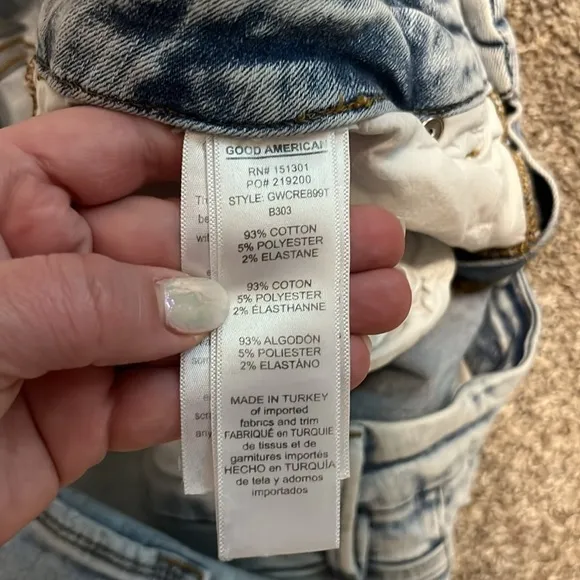 GOOD AMERICAN
RN# 151301
PO# 219200
STYLE: GWCRE899T
B303
93% COTTON
5% POLYESTER
2% ELASTANE
93% COTON
5% POLYESTER
2% ÉLASTHANNE
93% ALGODÓN
5% POLIESTER
2% ELASTÁNO
MADE IN TURKEY
of imported
fabrics and trim
FABRIQUÉ en TURQUIE
de tissus et de
garnitures importés
HECHO en TURQUÍA
de tela y adornos
importados